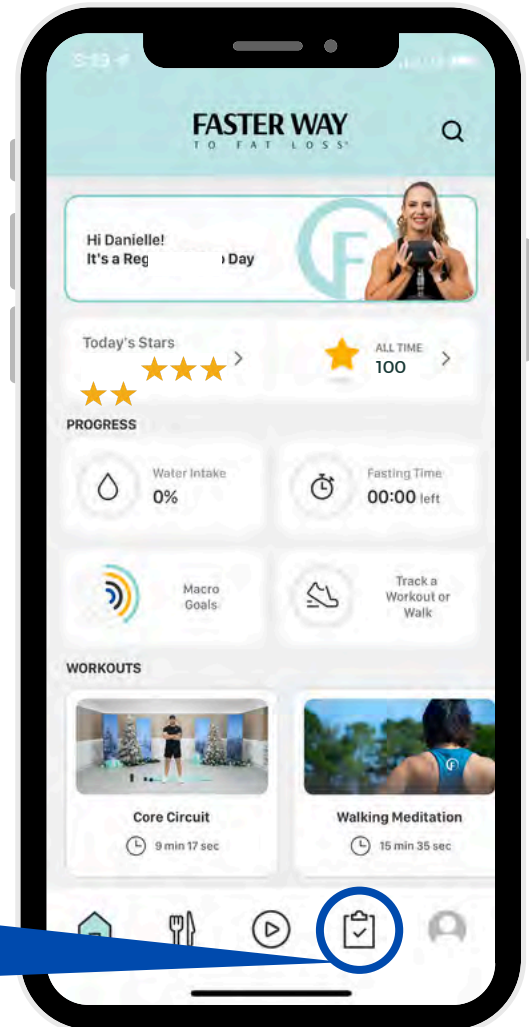 FASTER WAY
TO FAT LOSS
Hi Danielle!
It's a Reg Day
Today's Stars
ALL TIME
100
PROGRESS
Water Intake
0%
Fasting Time
00:00 left
Macro
Goals
Track a
Workout or
Walk
WORKOUTS
Core Circuit
9 min 17 sec
Walking Meditation
15 min 35 sec